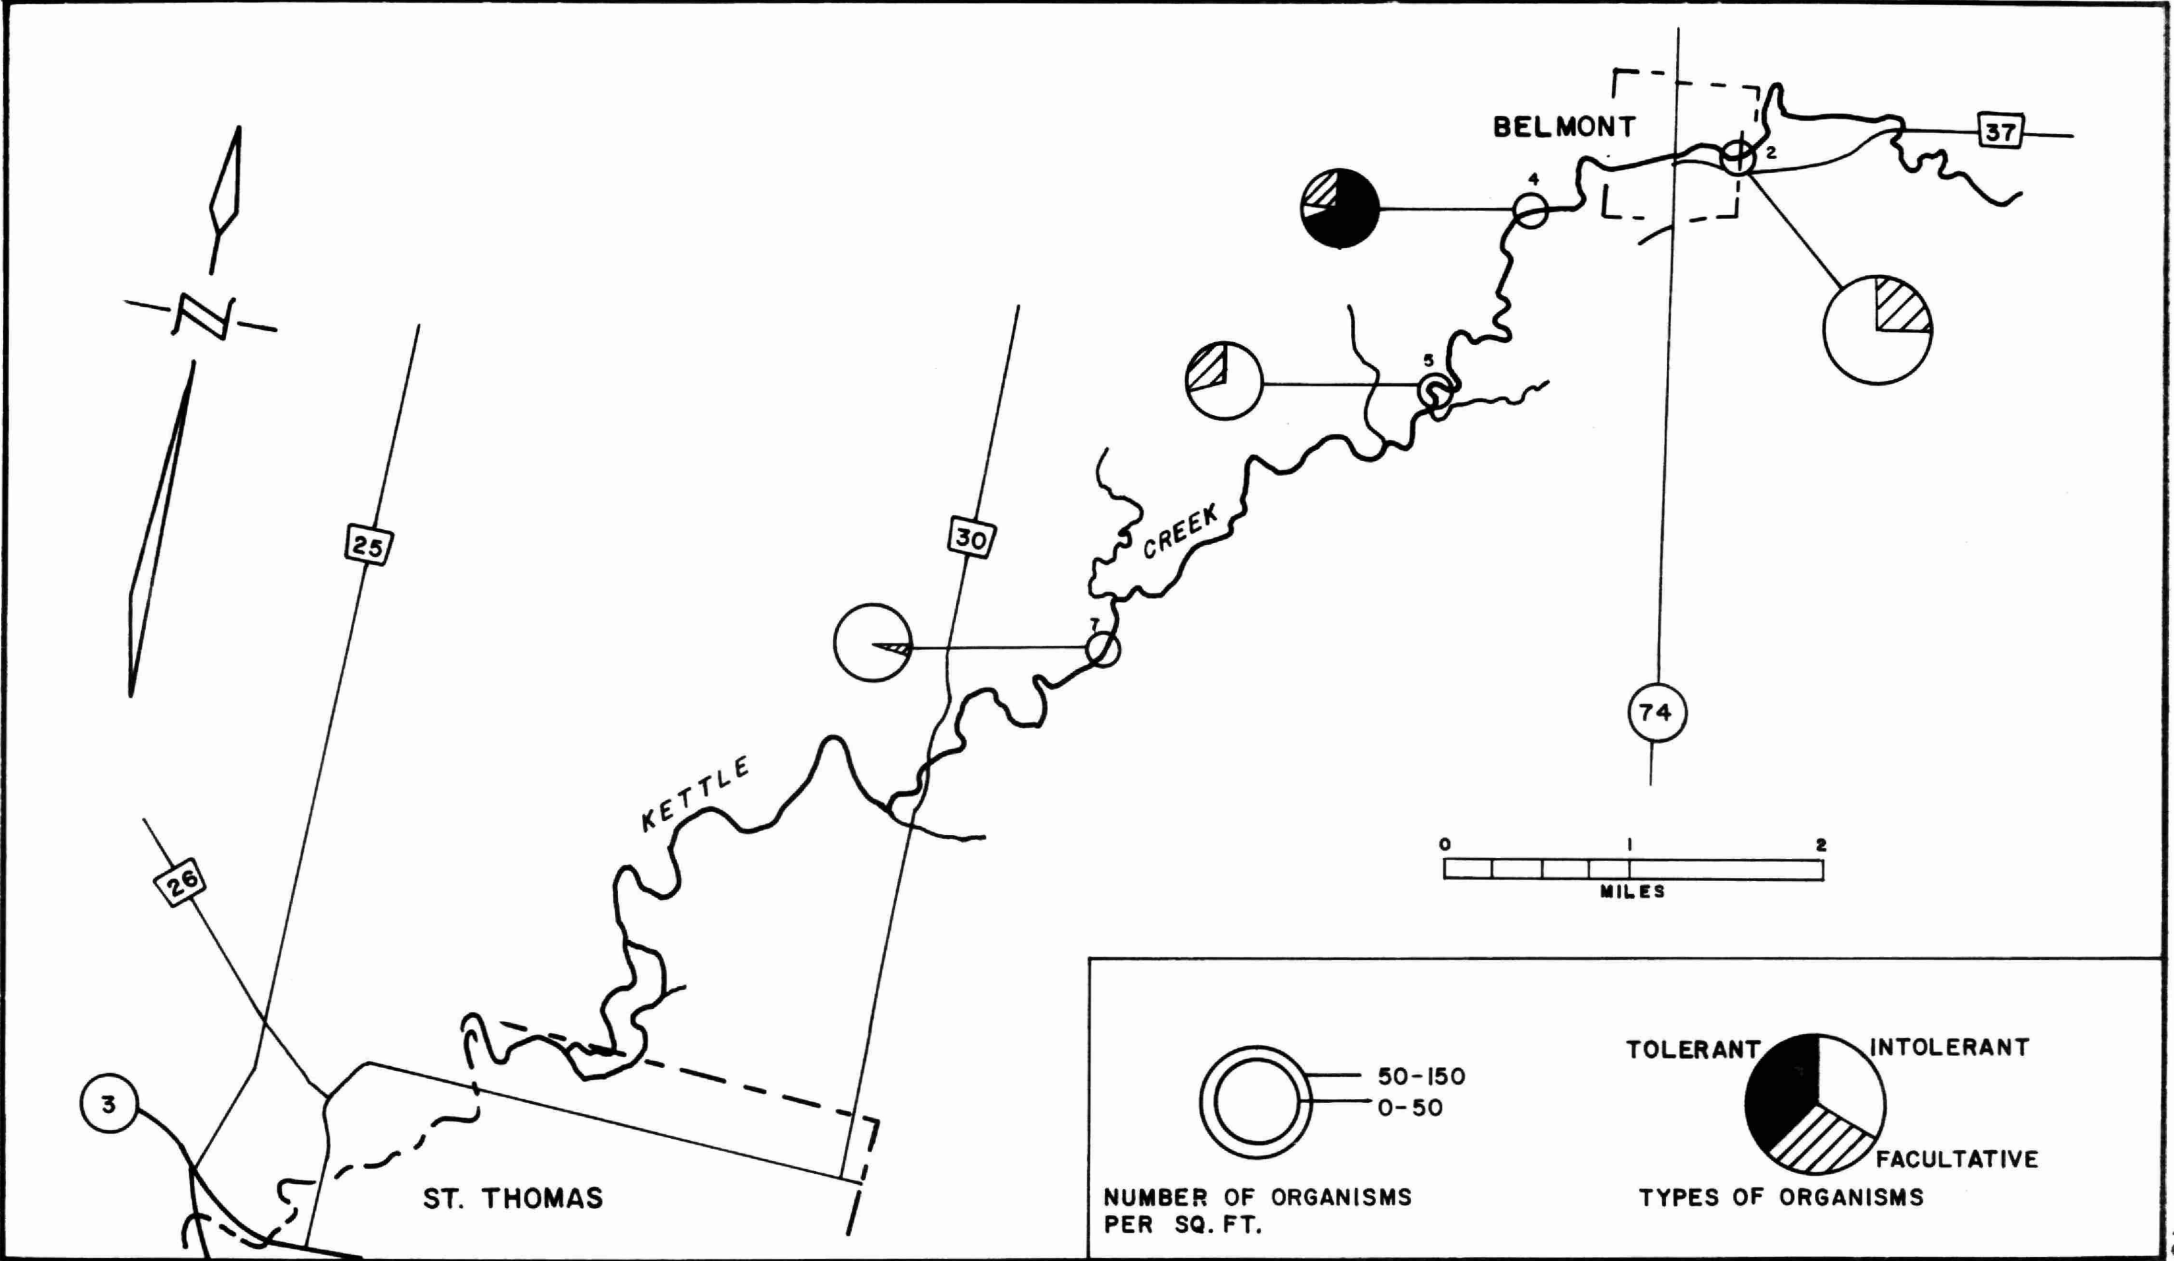 BELMONT
37
2
4
5
25
30
CREEK
7
74
KETTLE
26
0 1 2
MILES
3
ST. THOMAS
50-150
0-50
NUMBER OF ORGANISMS
PER SQ. FT.
TOLERANT
INTOLERANT
FACULTATIVE
TYPES OF ORGANISMS
N